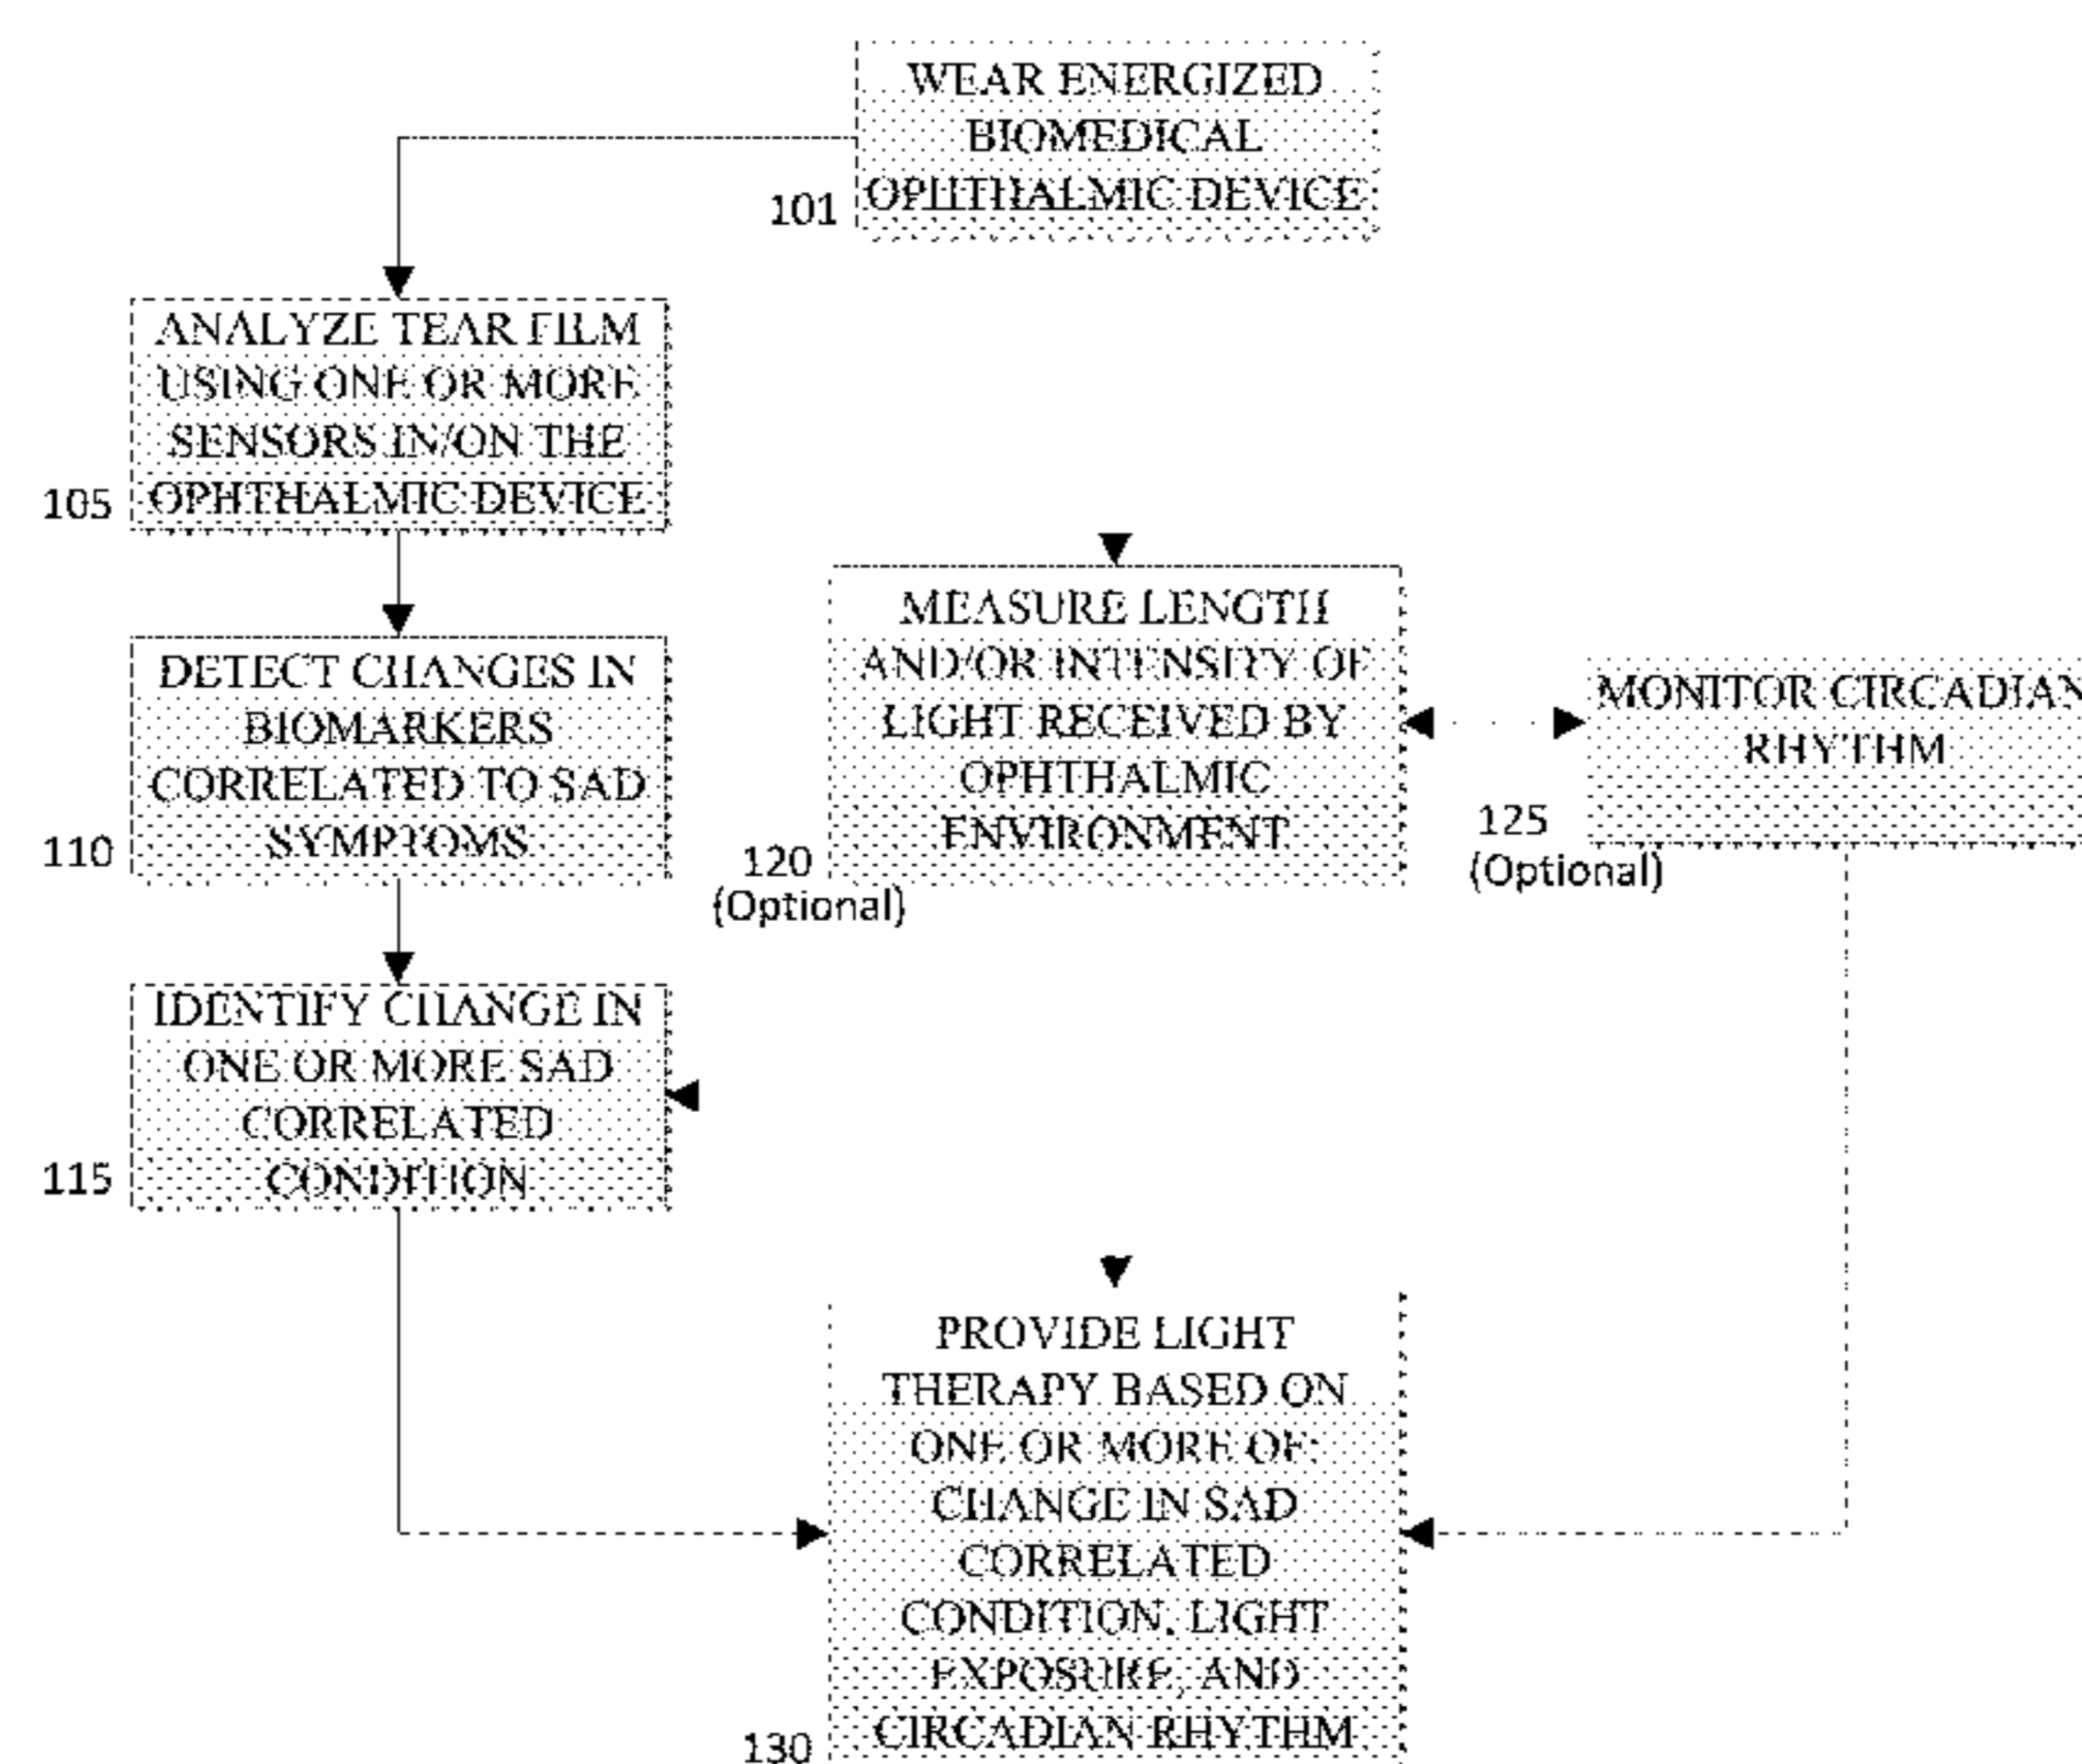 WEAR ENERGIZED
BIOMEDICAL
OPHTHALMIC DEVICE
101
ANALYZE TEAR FILM
USING ONE OR MORE
SENSORS IN/ON THE
OPHTHALMIC DEVICE
105
DETECT CHANGES IN
BIOMARKERS
CORRELATED TO SAD
SYMPTOMS
110
IDENTIFY CHANGE IN
ONE OR MORE SAD
CORRELATED
CONDITION
115
MEASURE LENGTH
AND/OR INTENSITY OF
LIGHT RECEIVED BY
OPHTHALMIC
ENVIRONMENT
120
(Optional)
MONITOR CIRCADIAN
RHYTHM
125
(Optional)
PROVIDE LIGHT
THERAPY BASED ON
ONE OR MORE OF:
CHANGE IN SAD
CORRELATED
CONDITION, LIGHT
EXPOSURE, AND
CIRCADIAN RHYTHM
130